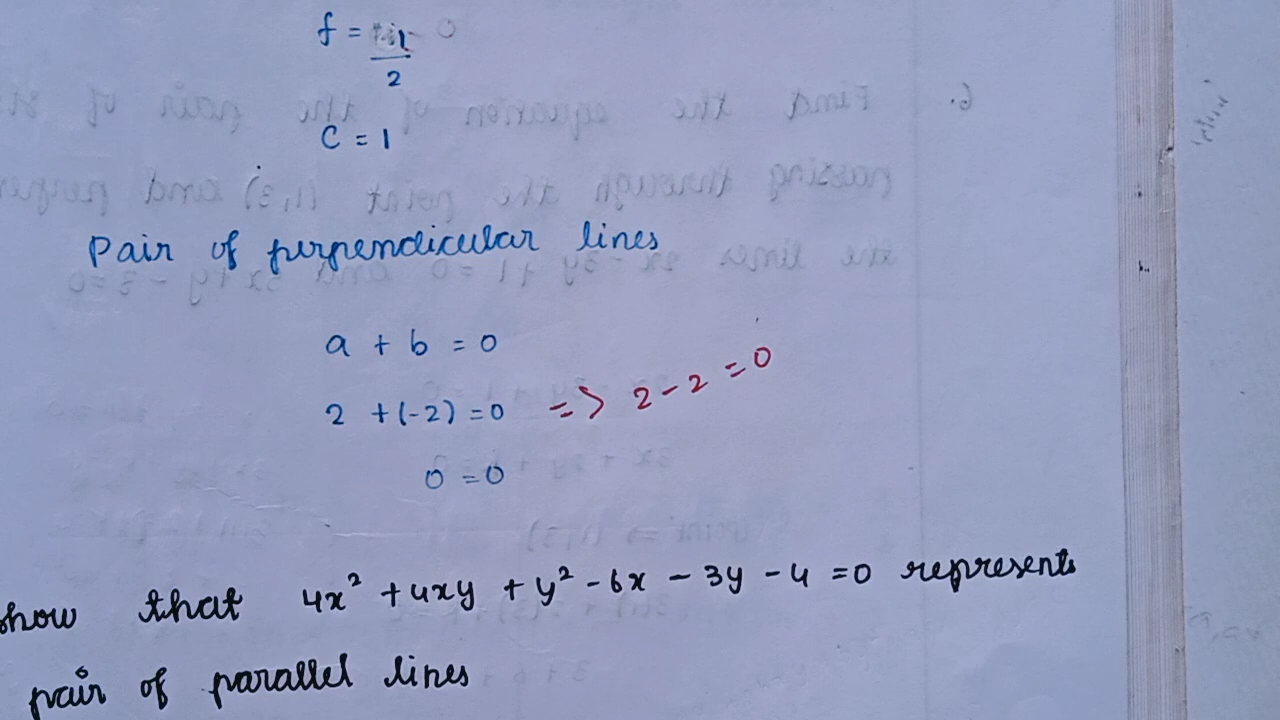 f = 1
2
C = 1
Pair of perpendicular lines
a + b = 0
2 + (-2) = 0 => 2 - 2 = 0
0 = 0
show that 4x² + 4xy + y² - 6x - 3y - 4 = 0 represents
pair of parallel lines